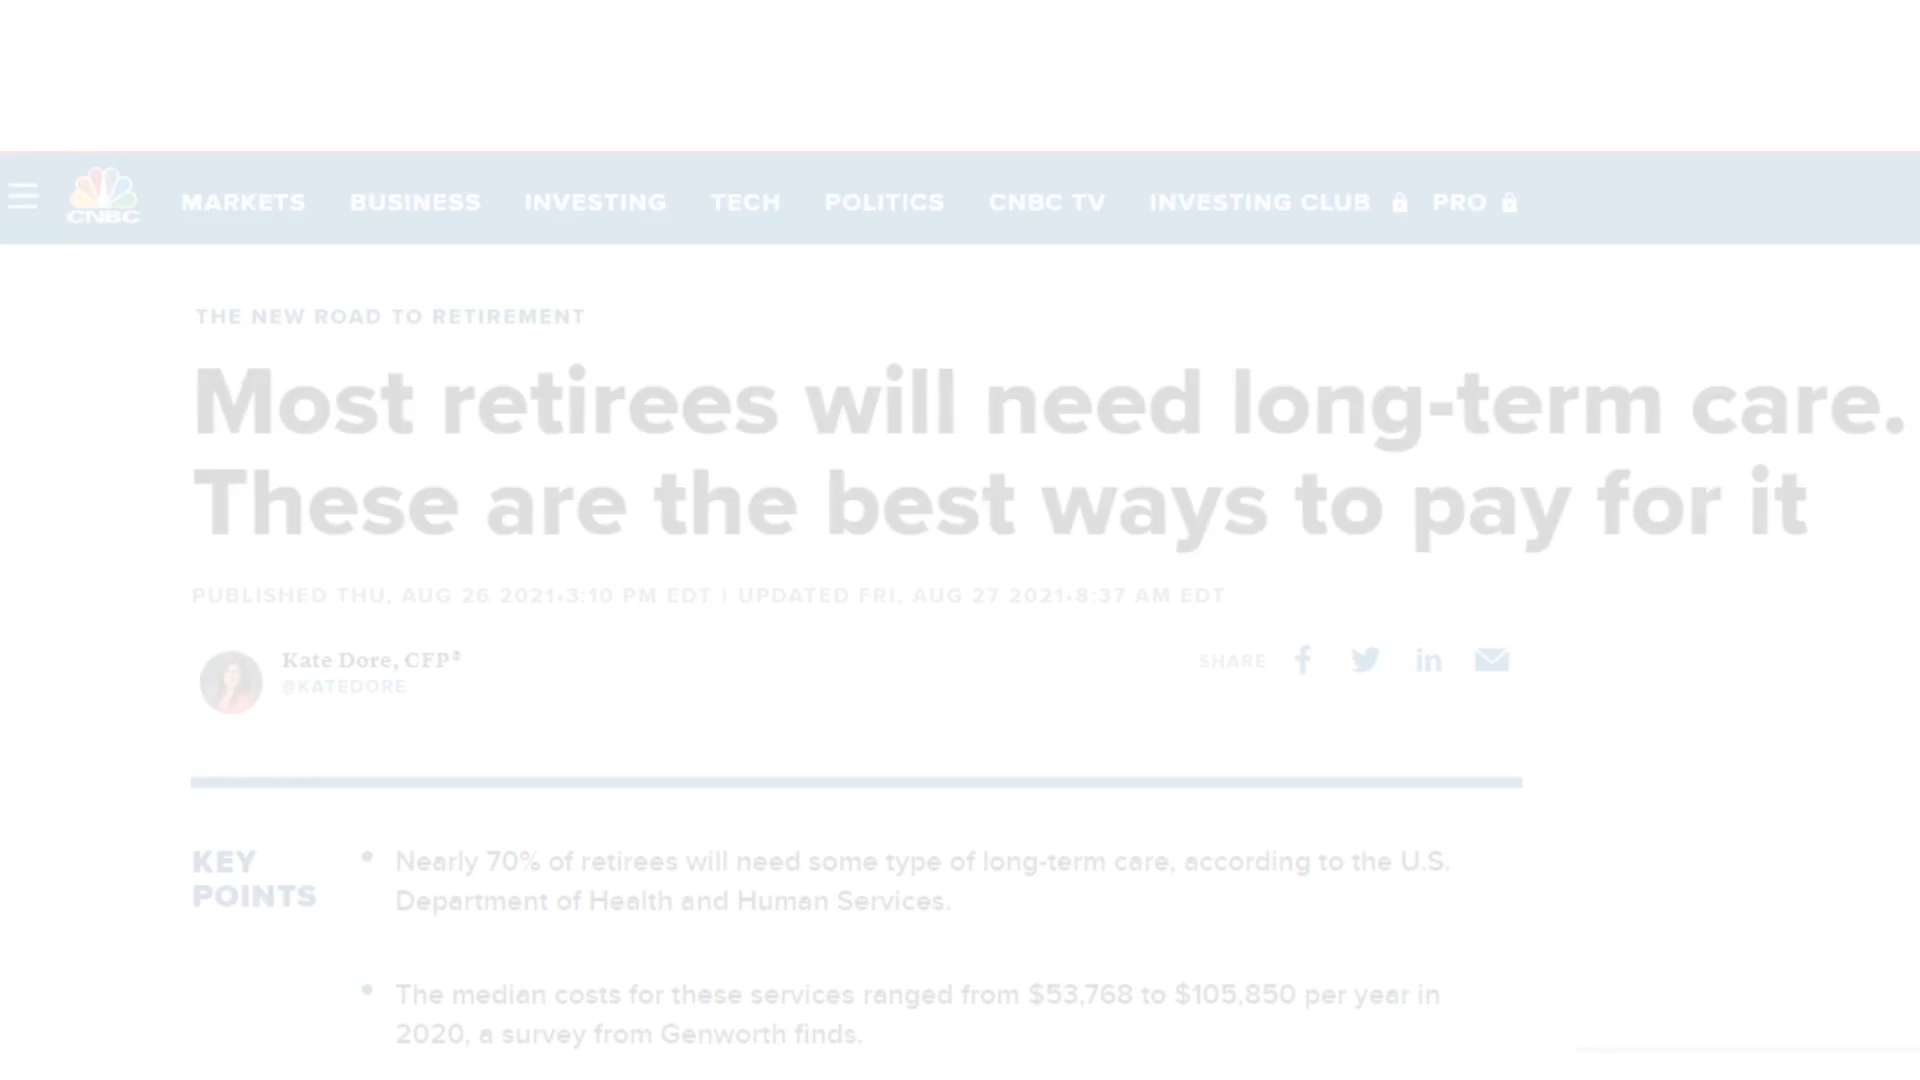 CNBC
MARKETS BUSINESS INVESTING TECH POLITICS CNBC TV INVESTING CLUB PRO
THE NEW ROAD TO RETIREMENT
Most retirees will need long-term care.
These are the best ways to pay for it
PUBLISHED THU, AUG 26 2021•3:10 PM EDT | UPDATED FRI, AUG 27 2021•8:37 AM EDT
Kate Dore, CFP®
@KATEDORE
SHARE
KEY
POINTS
• Nearly 70% of retirees will need some type of long-term care, according to the U.S.
Department of Health and Human Services.
• The median costs for these services ranged from $53,768 to $105,850 per year in
2020, a survey from Genworth finds.